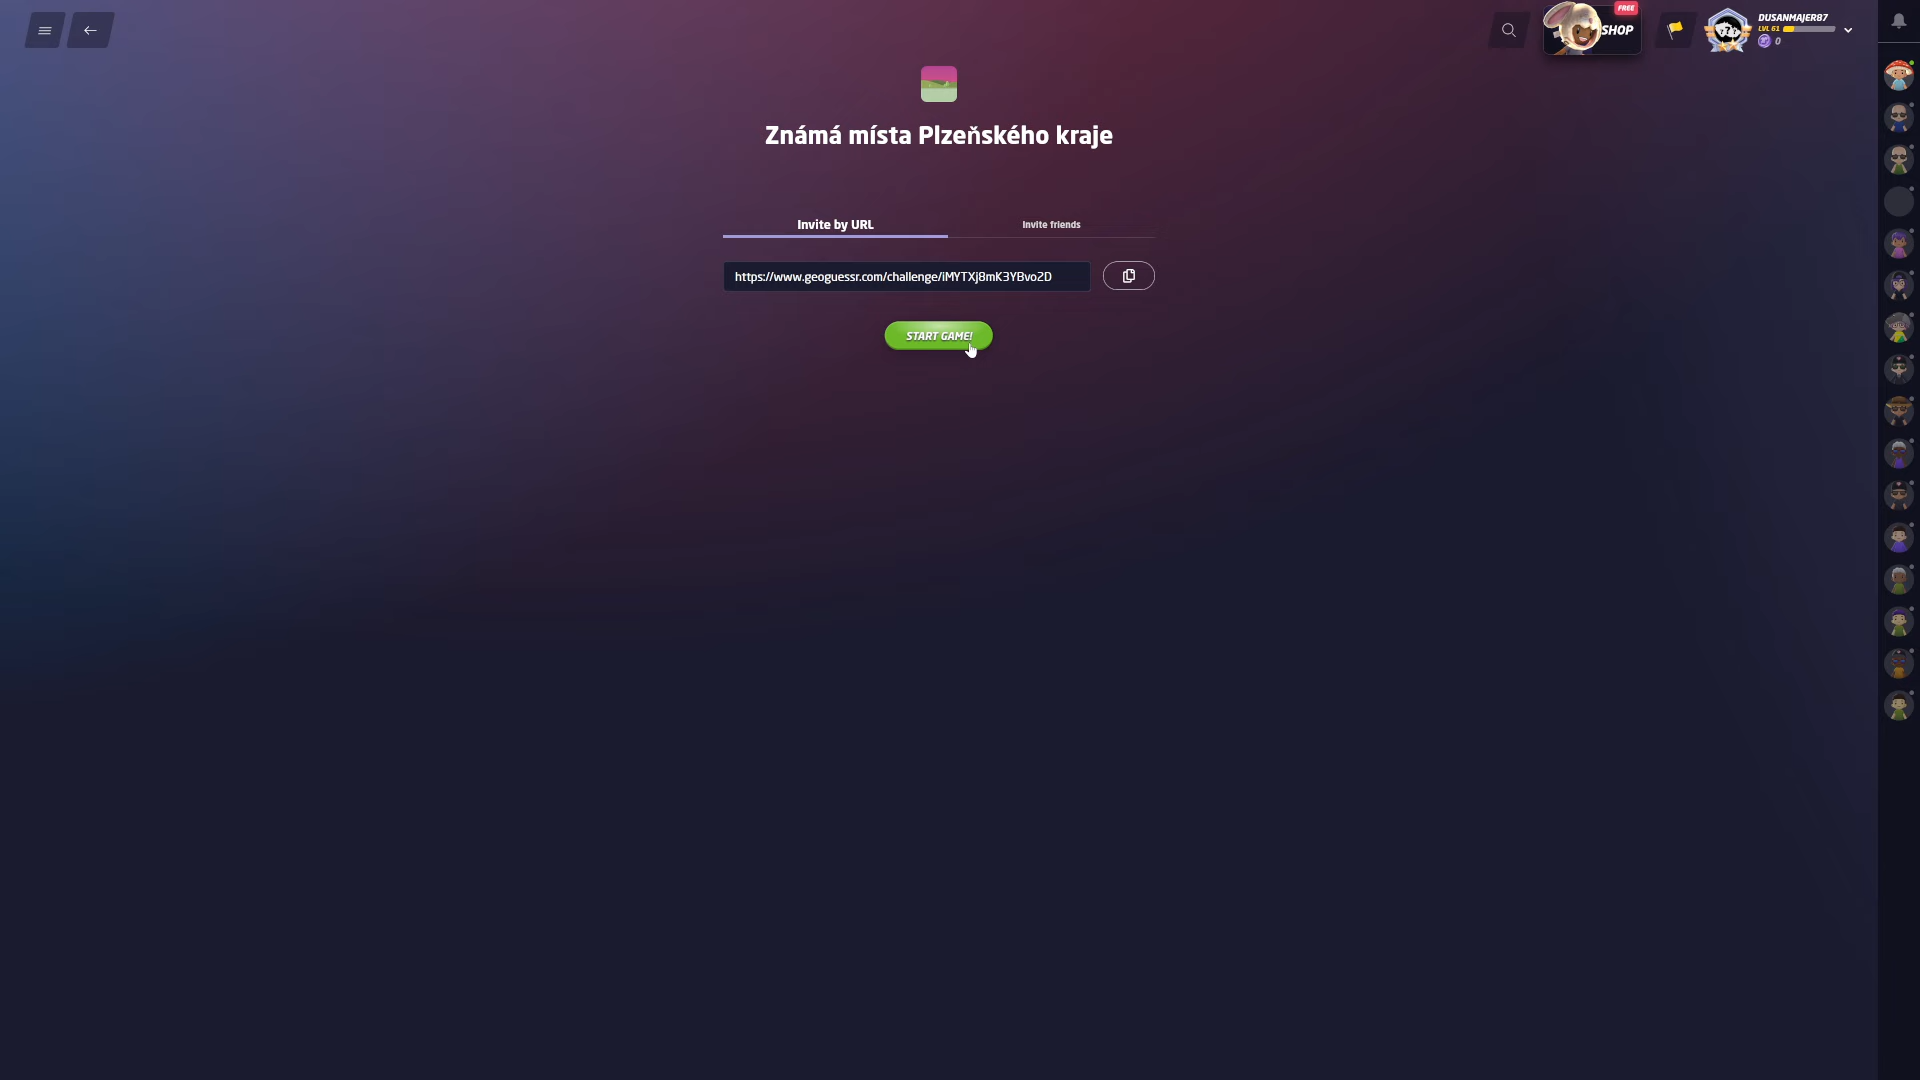 FREE
SHOP
DUSANMAJER87
LVL 61
0
Známá místa Plzeňského kraje
Invite by URL
Invite friends
https://www.geoguessr.com/challenge/iMYTXj8mK3YBvo2D
START GAME!